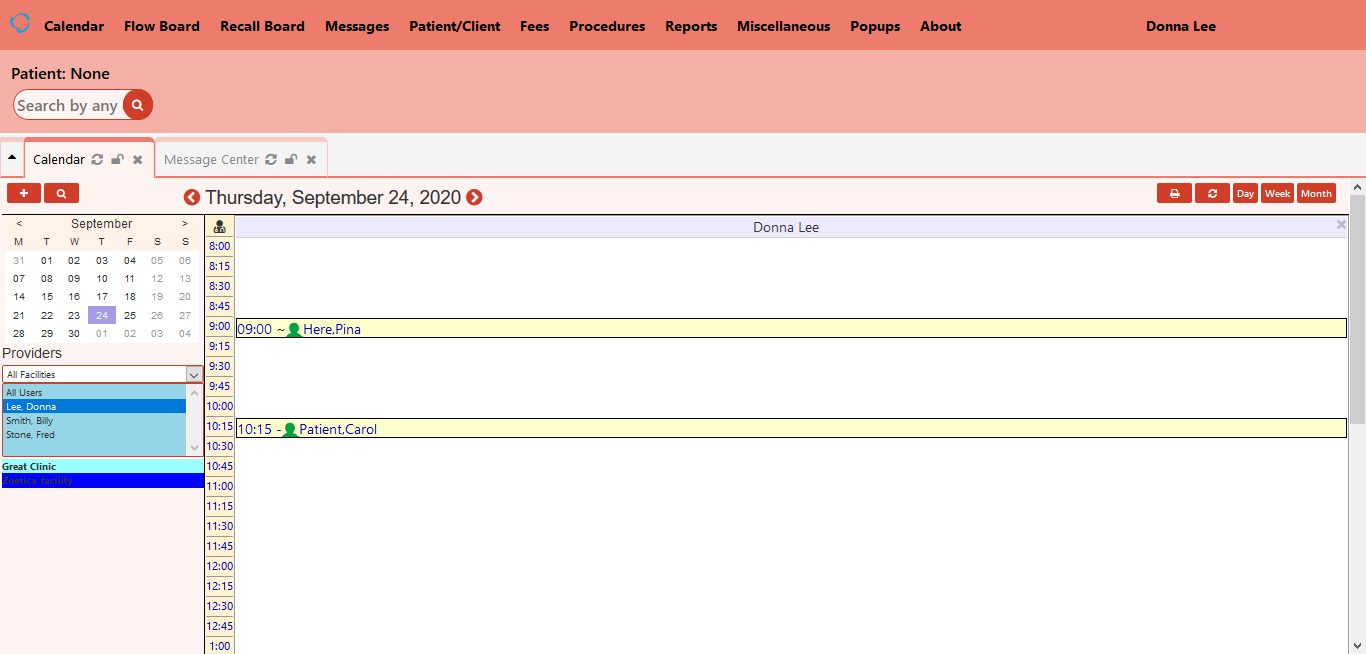 Calendar Flow Board Recall Board Messages Patient/Client Fees Procedures Reports Miscellaneous Popups About Donna Lee
Patient: None
Search by any
Calendar Message Center
Thursday, September 24, 2020 Day Week Month
< September >
M T W T F S S
31 01 02 03 04 05 06
07 08 09 10 11 12 13
14 15 16 17 18 19 20
21 22 23 24 25 26 27
28 29 30 01 02 03 04
Providers
All Facilities
All Users
Lee, Donna
Smith, Billy
Stone, Fred
Great Clinic
Zoeticx facility
Donna Lee
8:00
8:15
8:30
8:45
9:00 09:00 ~ Here,Pina
9:15
9:30
9:45
10:00
10:15 10:15 - Patient,Carol
10:30
10:45
11:00
11:15
11:30
11:45
12:00
12:15
12:30
12:45
1:00